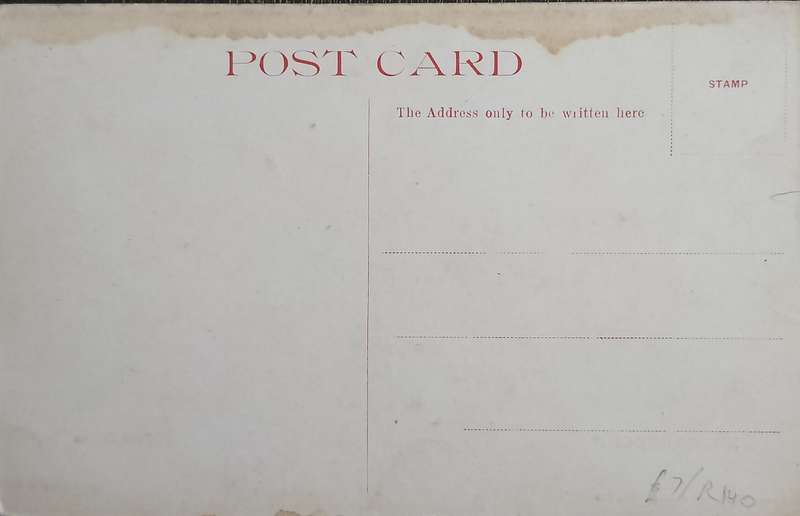 POST CARD
STAMP
The Address only to be written here
£7/R140